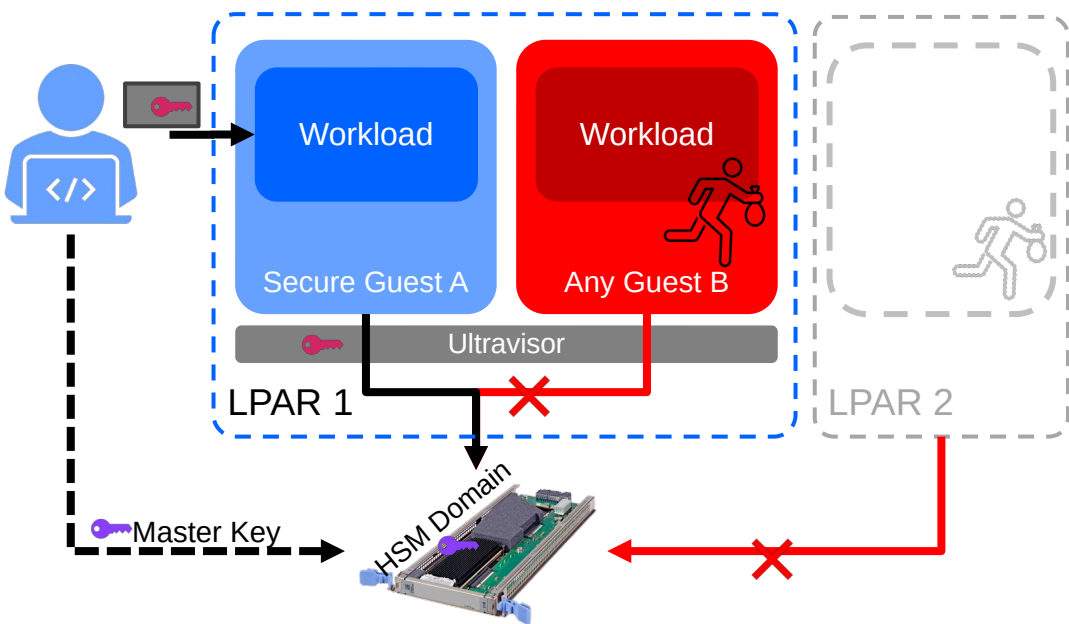 Workload
Workload
</>
Secure Guest A
Any Guest B
Ultravisor
LPAR 1
LPAR 2
HSM Domain
Master Key